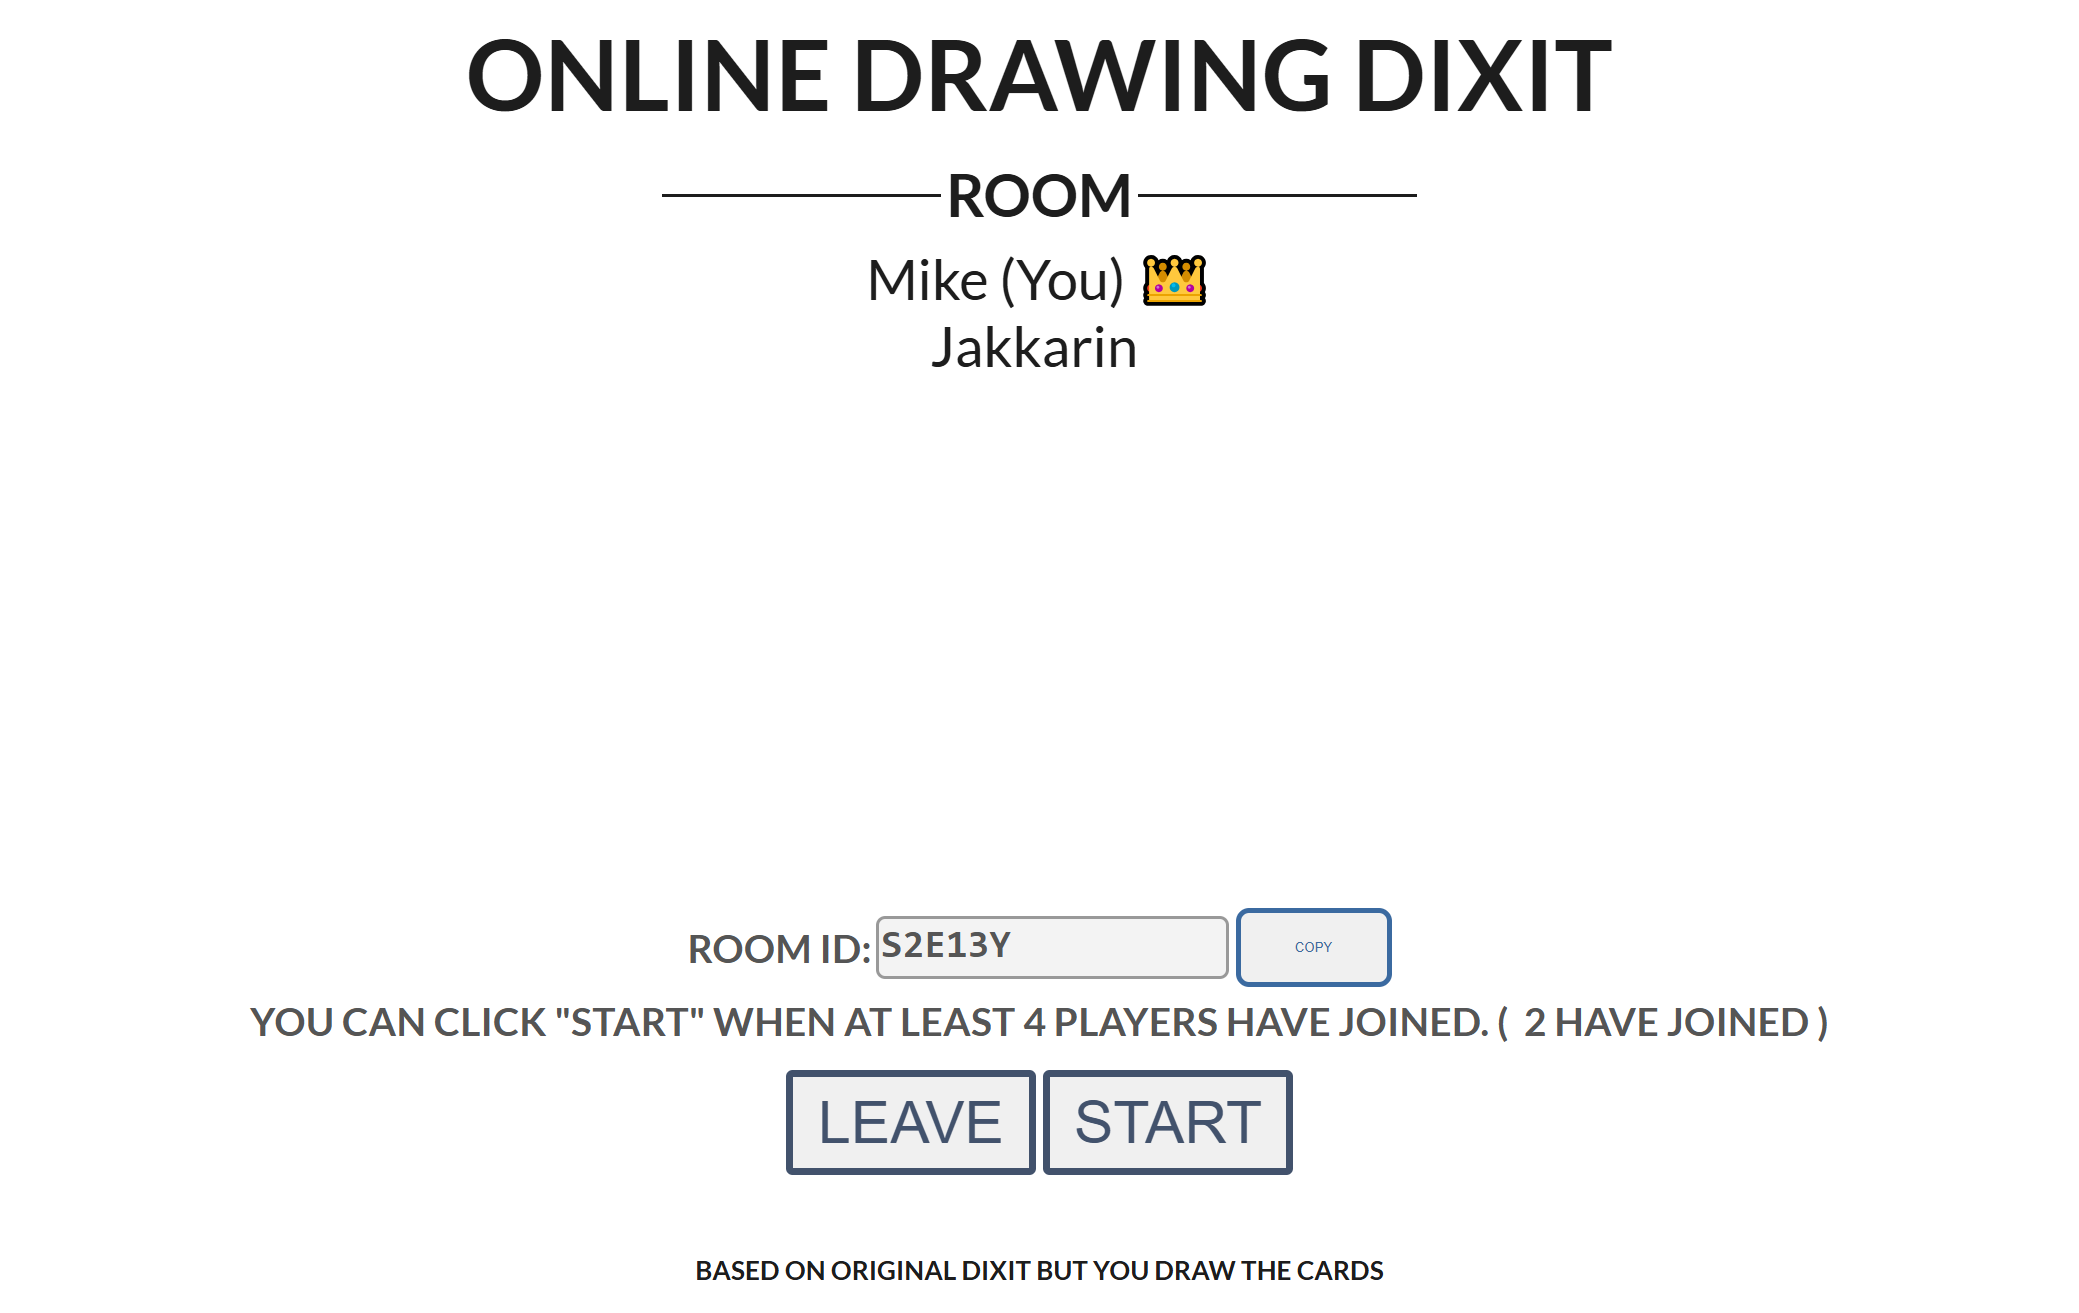 ONLINE DRAWING DIXIT
ROOM
Mike (You) 👑
Jakkarin
ROOM ID: S2E13Y COPY
YOU CAN CLICK "START" WHEN AT LEAST 4 PLAYERS HAVE JOINED. ( 2 HAVE JOINED )
LEAVE START
BASED ON ORIGINAL DIXIT BUT YOU DRAW THE CARDS